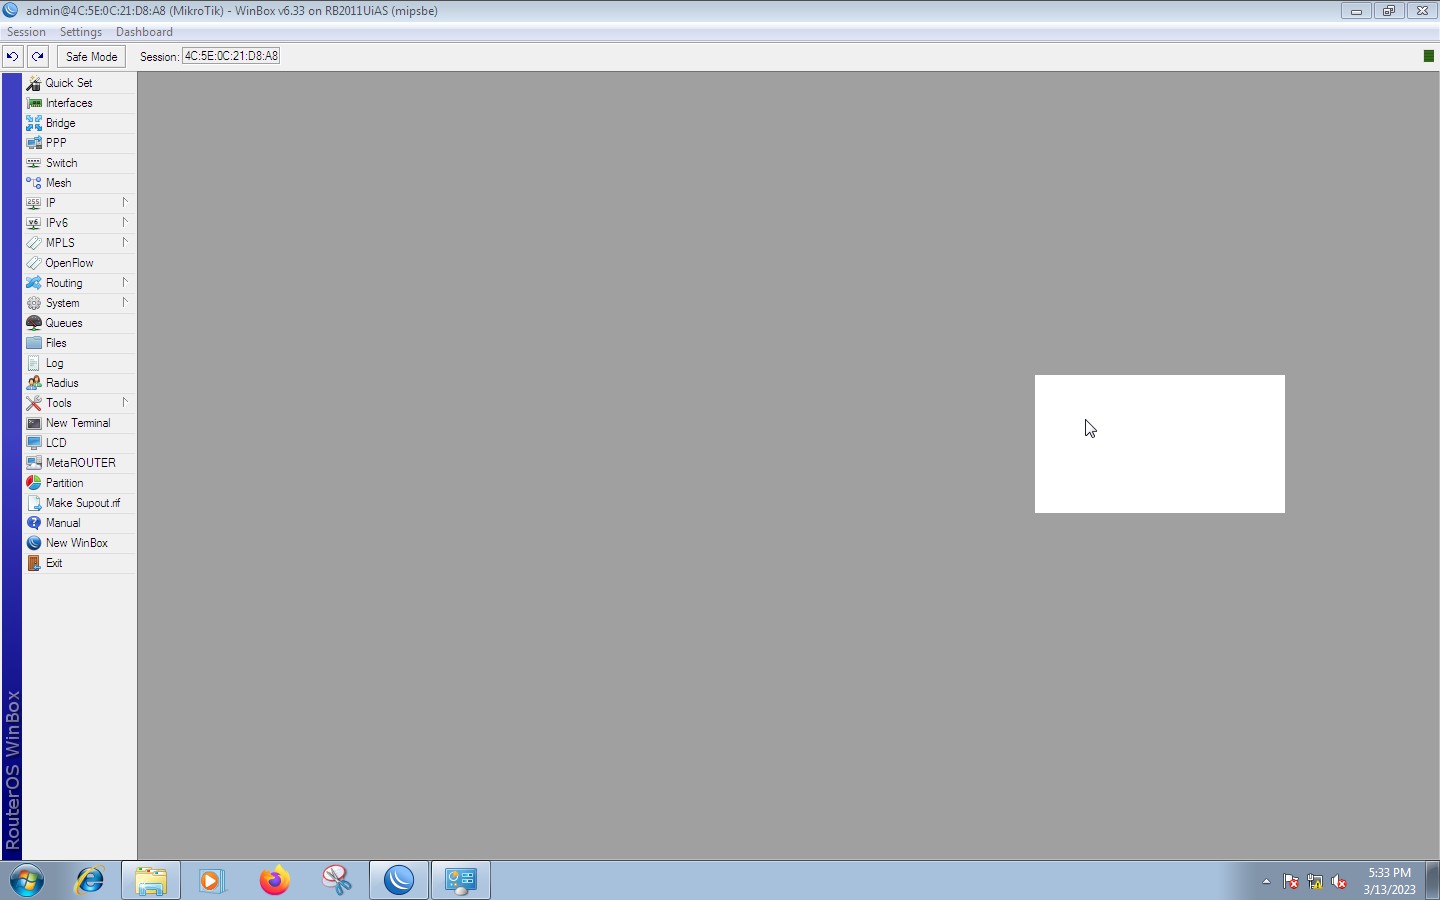 admin@4C:5E:0C:21:D8:A8 (MikroTik) - WinBox v6.33 on RB2011UiAS (mipsbe)
Session Settings Dashboard
Safe Mode Session: 4C:5E:0C:21:D8:A8
Quick Set
Interfaces
Bridge
PPP
Switch
Mesh
255 IP
v6 IPv6
MPLS
OpenFlow
Routing
System
Queues
Files
Log
Radius
Tools
New Terminal
LCD
MetaROUTER
Partition
Make Supout.rif
Manual
New WinBox
Exit
RouterOS WinBox
5:33 PM
3/13/2023